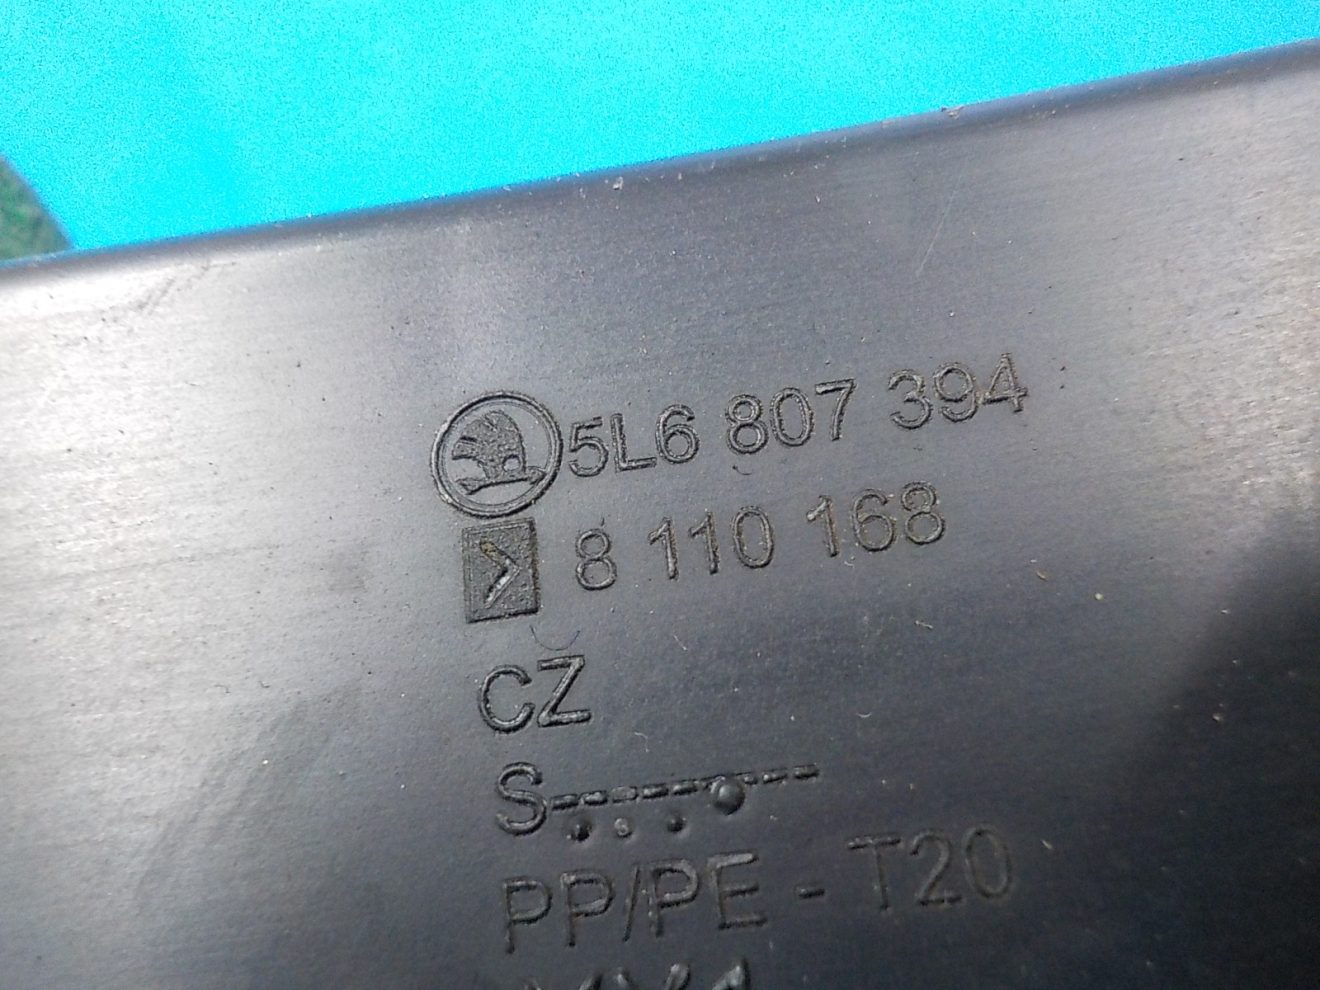 5L6 807 394
> 8 110 168
CZ
S---------
PP/PE - T20